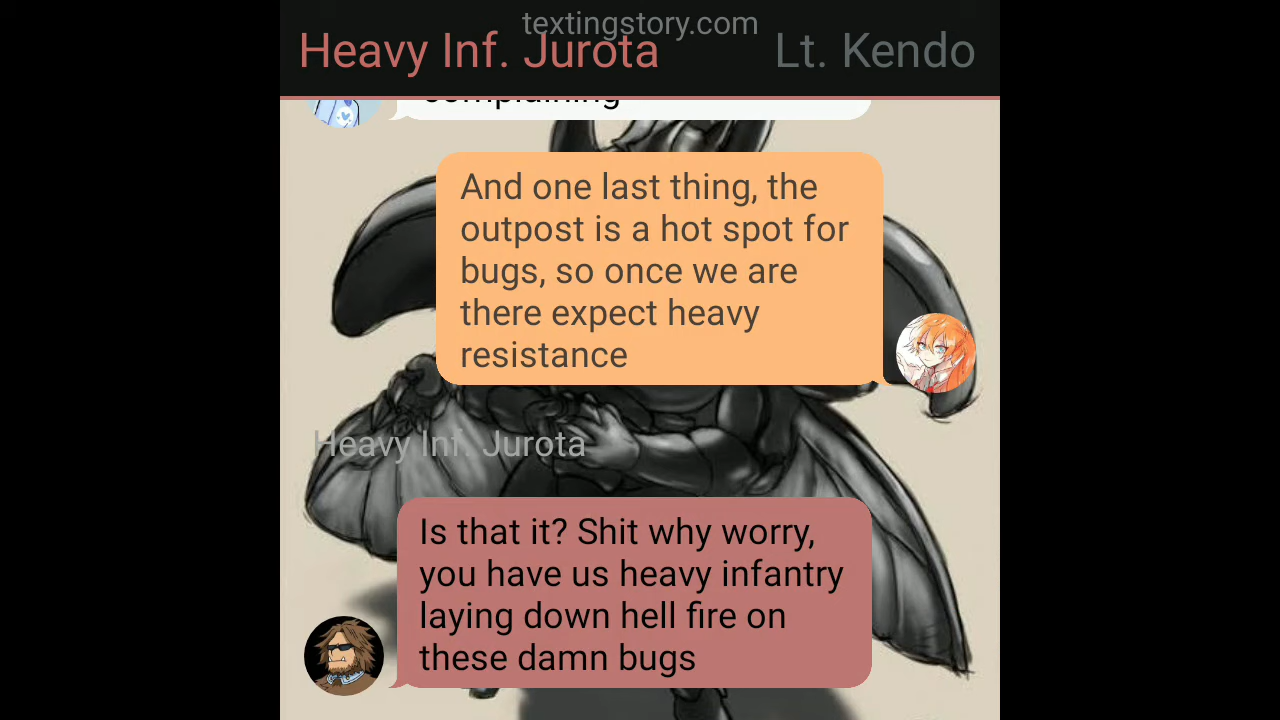 textingstory.com
Heavy Inf. Jurota Lt. Kendo
complaining
And one last thing, the
outpost is a hot spot for
bugs, so once we are
there expect heavy
resistance
Heavy Inf. Jurota
Is that it? Shit why worry,
you have us heavy infantry
laying down hell fire on
these damn bugs